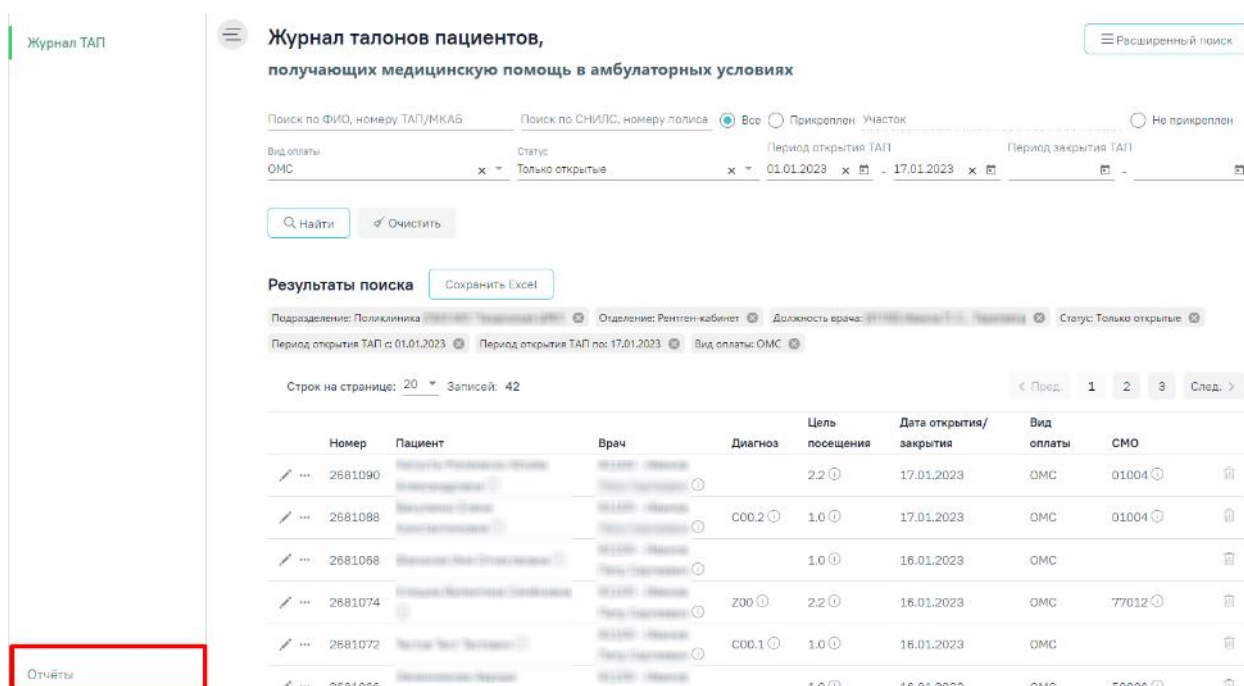 Журнал ТАП
Журнал талонов пациентов,
Расширенный поиск
получающих медицинскую помощь в амбулаторных условиях
Поиск по ФИО, номеру ТАП/МКАБ Поиск по СНИЛС, номеру полиса Все Прикреплен Участок Не прикреплен
Вид оплаты Статус Период открытия ТАП Период закрытия ТАП
ОМС Только открытые 01.01.2023 - 17.01.2023 -
Найти Очистить
Результаты поиска Сохранить Excel
Подразделение: Поликлиника Отделение: Рентген-кабинет Должность врача: Статус: Только открытые
Период открытия ТАП с: 01.01.2023 Период открытия ТАП по: 17.01.2023 Вид оплаты: ОМС
Строк на странице: 20 Записей: 42 < Пред. 1 2 3 След. >
Номер Пациент Врач Диагноз Цель посещения Дата открытия/закрытия Вид оплаты СМО
2681090 2.2 17.01.2023 ОМС 01004
2681088 C00.2 1.0 17.01.2023 ОМС 01004
2681068 1.0 16.01.2023 ОМС
2681074 Z00 2.2 16.01.2023 ОМС 77012
2681072 C00.1 1.0 16.01.2023 ОМС
Отчёты